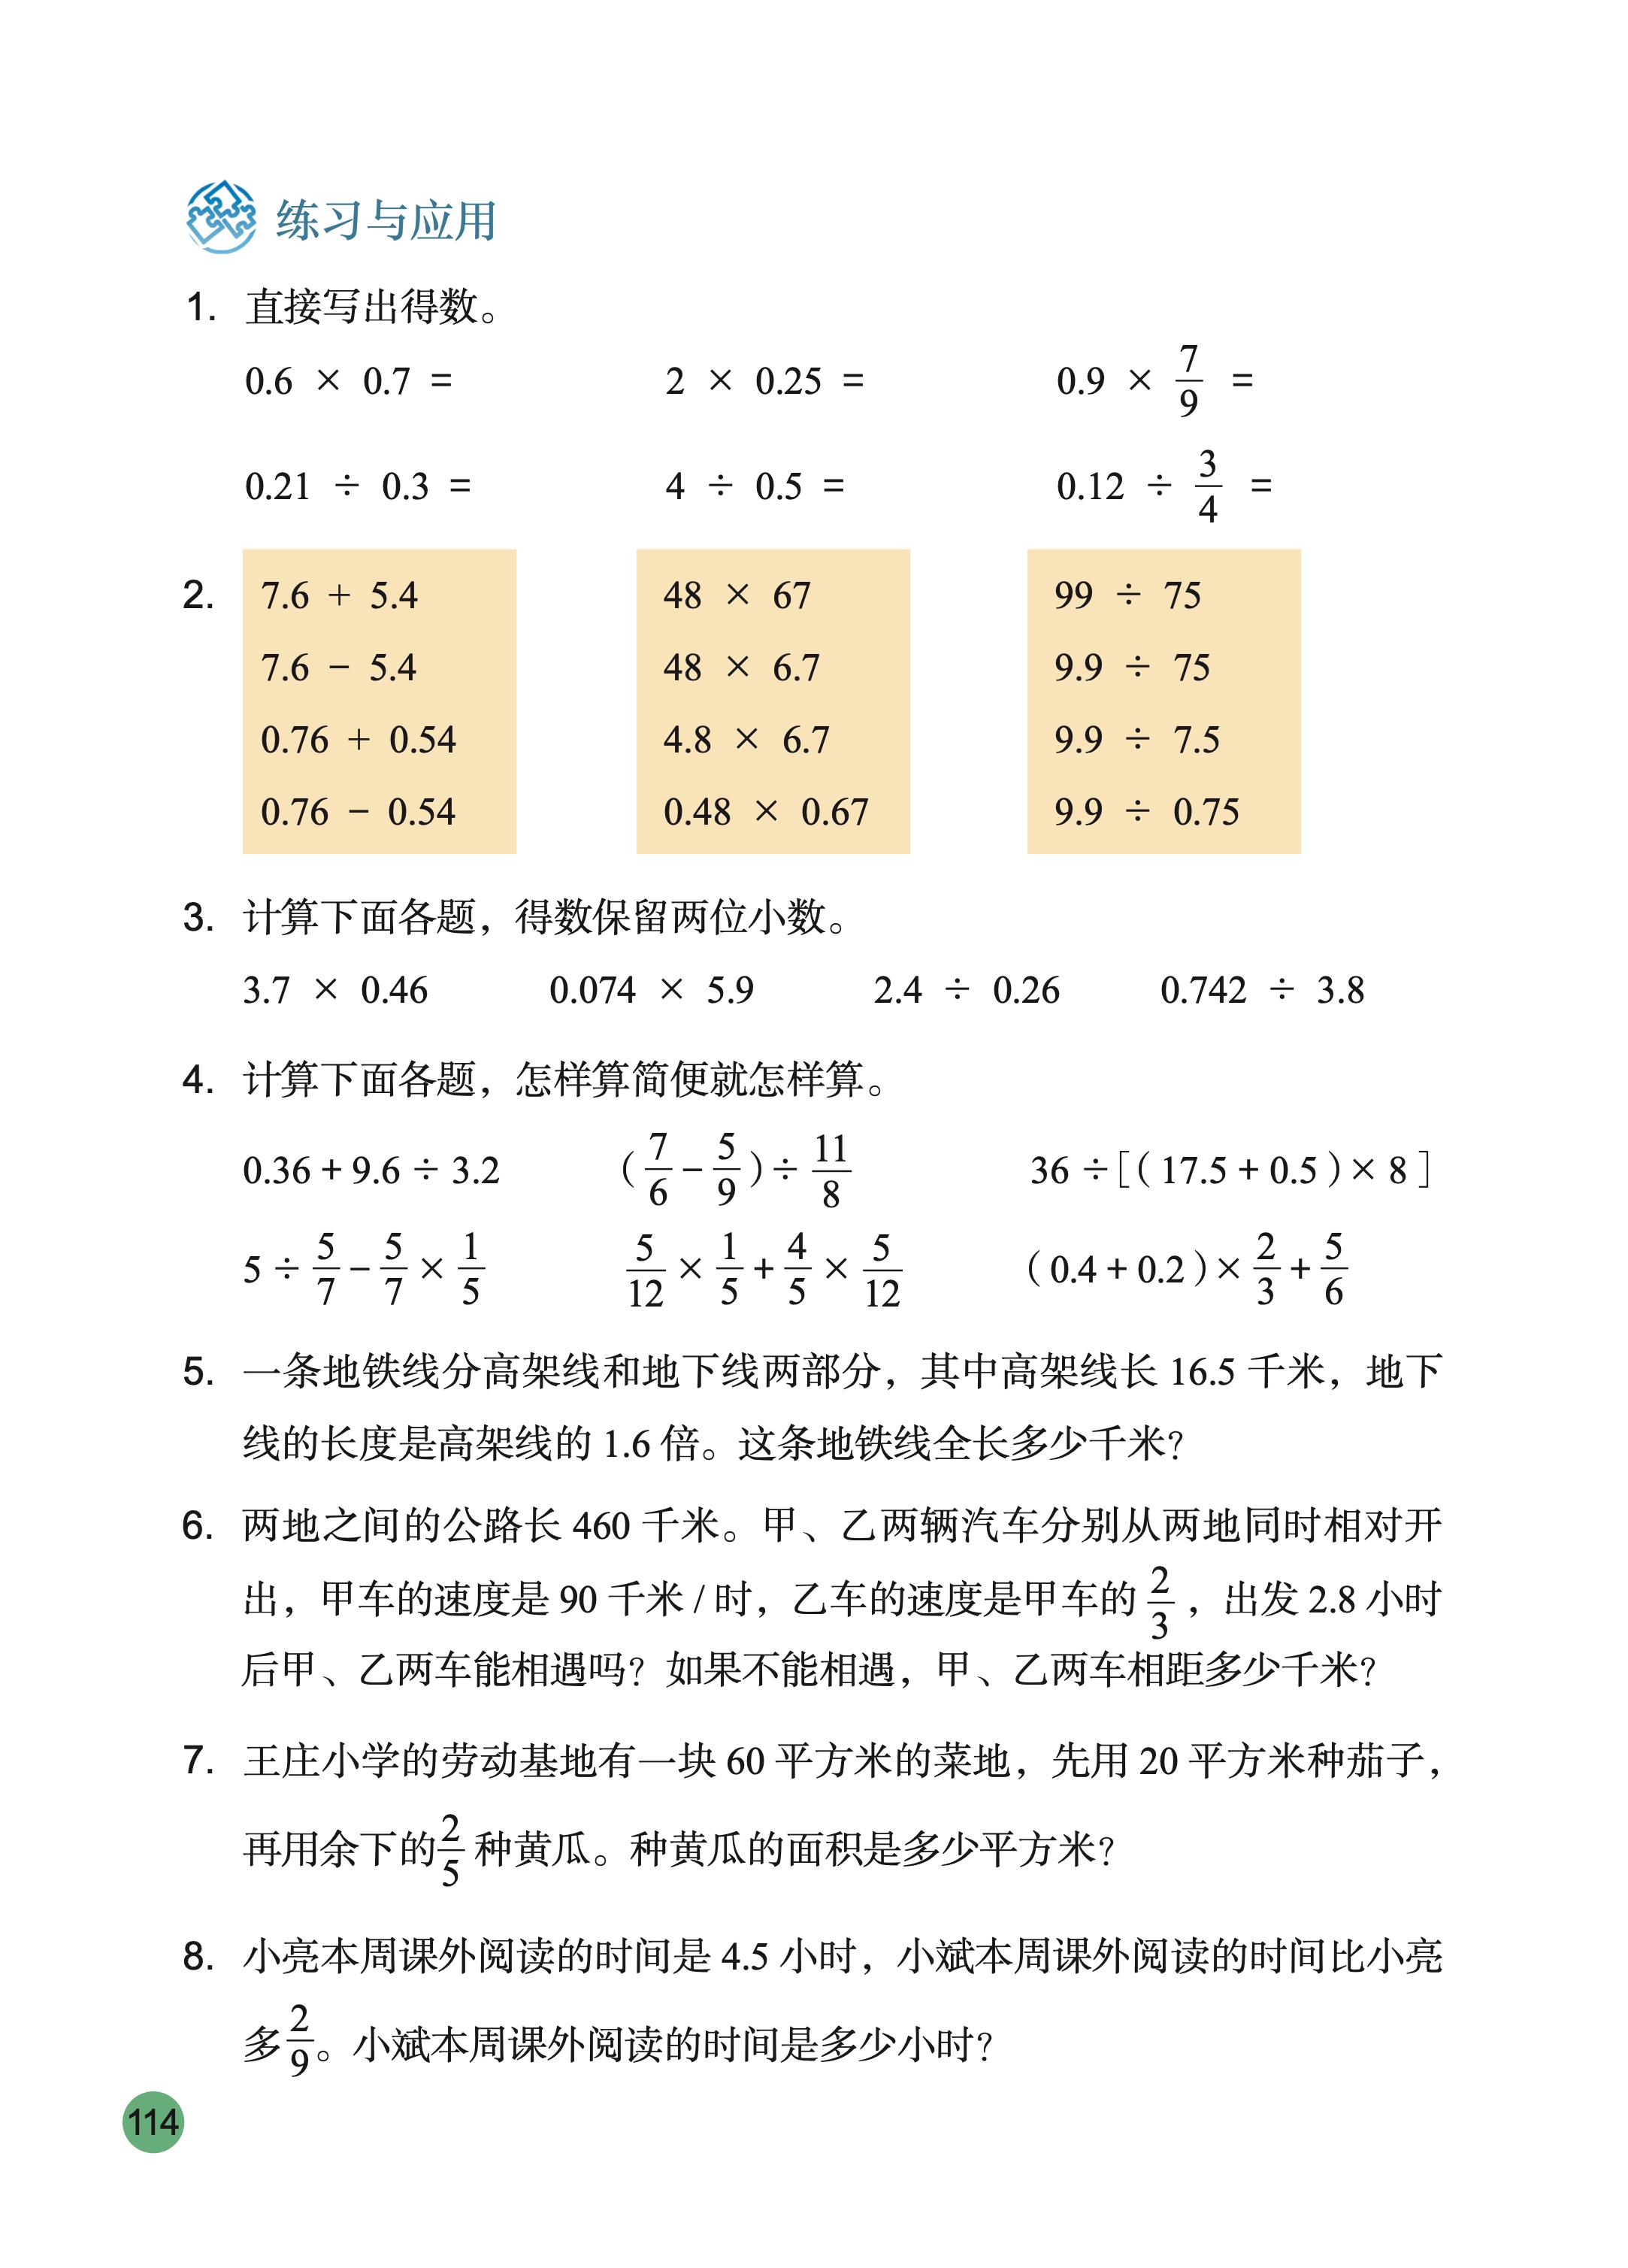 练习与应用
1. 直接写出得数。
0.6 × 0.7 = 2 × 0.25 = 0.9 × 7/9 =
0.21 ÷ 0.3 = 4 ÷ 0.5 = 0.12 ÷ 3/4 =
2. 7.6 + 5.4 48 × 67 99 ÷ 75
7.6 − 5.4 48 × 6.7 9.9 ÷ 75
0.76 + 0.54 4.8 × 6.7 9.9 ÷ 7.5
0.76 − 0.54 0.48 × 0.67 9.9 ÷ 0.75
3. 计算下面各题，得数保留两位小数。
3.7 × 0.46 0.074 × 5.9 2.4 ÷ 0.26 0.742 ÷ 3.8
4. 计算下面各题，怎样算简便就怎样算。
0.36 + 9.6 ÷ 3.2 （7/6 − 5/9）÷ 11/8 36 ÷［（17.5 + 0.5）× 8］
5 ÷ 5/7 − 5/7 × 1/5 5/12 × 1/5 + 4/5 × 5/12 （0.4 + 0.2）× 2/3 + 5/6
5. 一条地铁线分高架线和地下线两部分，其中高架线长 16.5 千米，地下
线的长度是高架线的 1.6 倍。这条地铁线全长多少千米？
6. 两地之间的公路长 460 千米。甲、乙两辆汽车分别从两地同时相对开
出，甲车的速度是 90 千米 / 时，乙车的速度是甲车的 2/3，出发 2.8 小时
后甲、乙两车能相遇吗？如果不能相遇，甲、乙两车相距多少千米？
7. 王庄小学的劳动基地有一块 60 平方米的菜地，先用 20 平方米种茄子，
再用余下的 2/5 种黄瓜。种黄瓜的面积是多少平方米？
8. 小亮本周课外阅读的时间是 4.5 小时，小斌本周课外阅读的时间比小亮
多 2/9。小斌本周课外阅读的时间是多少小时？
114